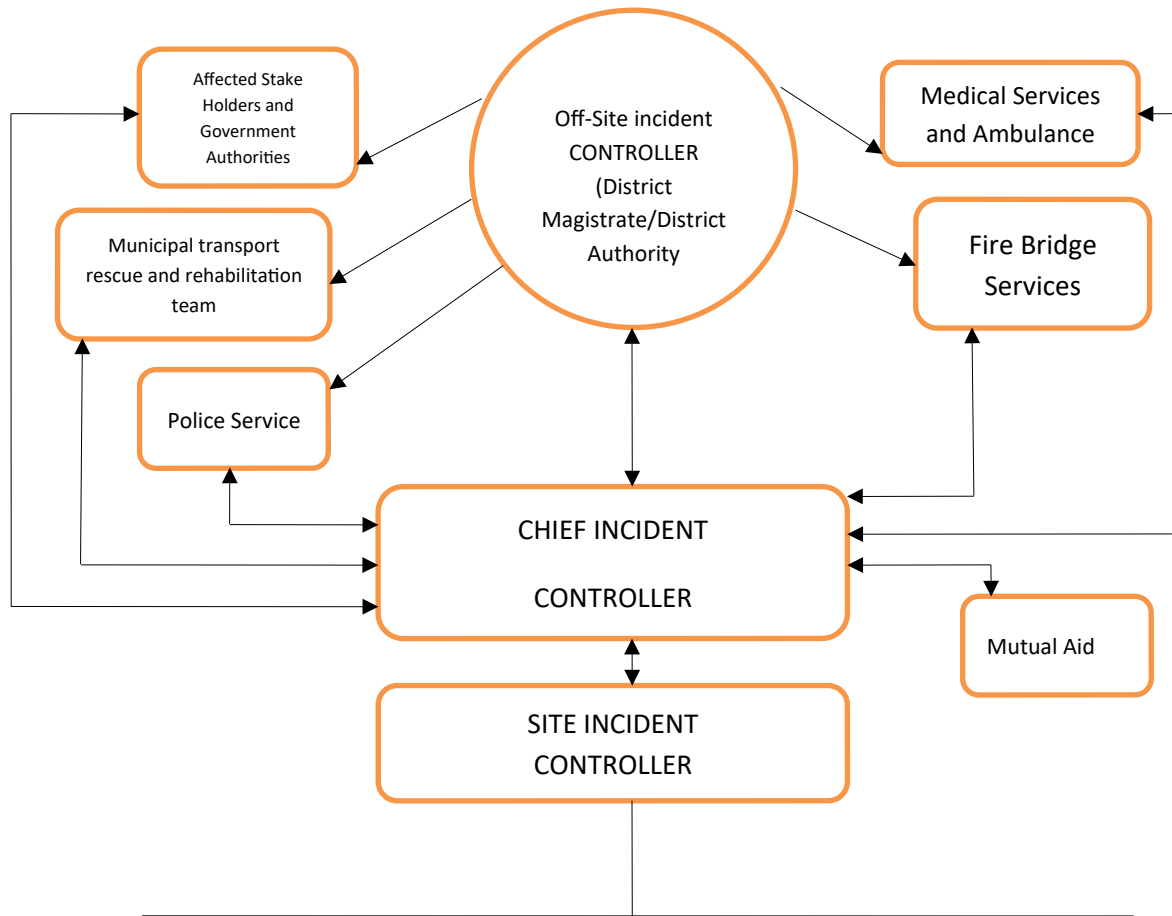 Affected Stake
Holders and
Government
Authorities
Off-Site incident
CONTROLLER
(District
Magistrate/District
Authority
Medical Services
and Ambulance
Municipal transport
rescue and rehabilitation
team
Fire Bridge
Services
Police Service
CHIEF INCIDENT
CONTROLLER
Mutual Aid
SITE INCIDENT
CONTROLLER